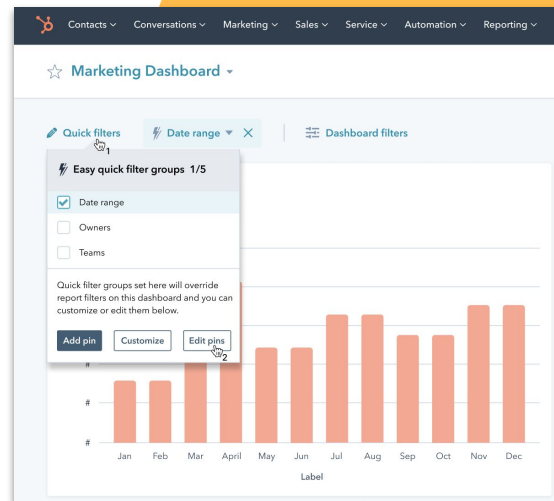 Contacts Conversations Marketing Sales Service Automation Reporting
Marketing Dashboard
Quick filters Date range Dashboard filters
1
Easy quick filter groups 1/5
Date range
Owners
Teams
Quick filter groups set here will override
report filters on this dashboard and you can
customize or edit them below.
Add pin Customize Edit pins
2
#
#
#
Jan Feb Mar April May Jun Jul Aug Sep Oct Nov Dec
Label